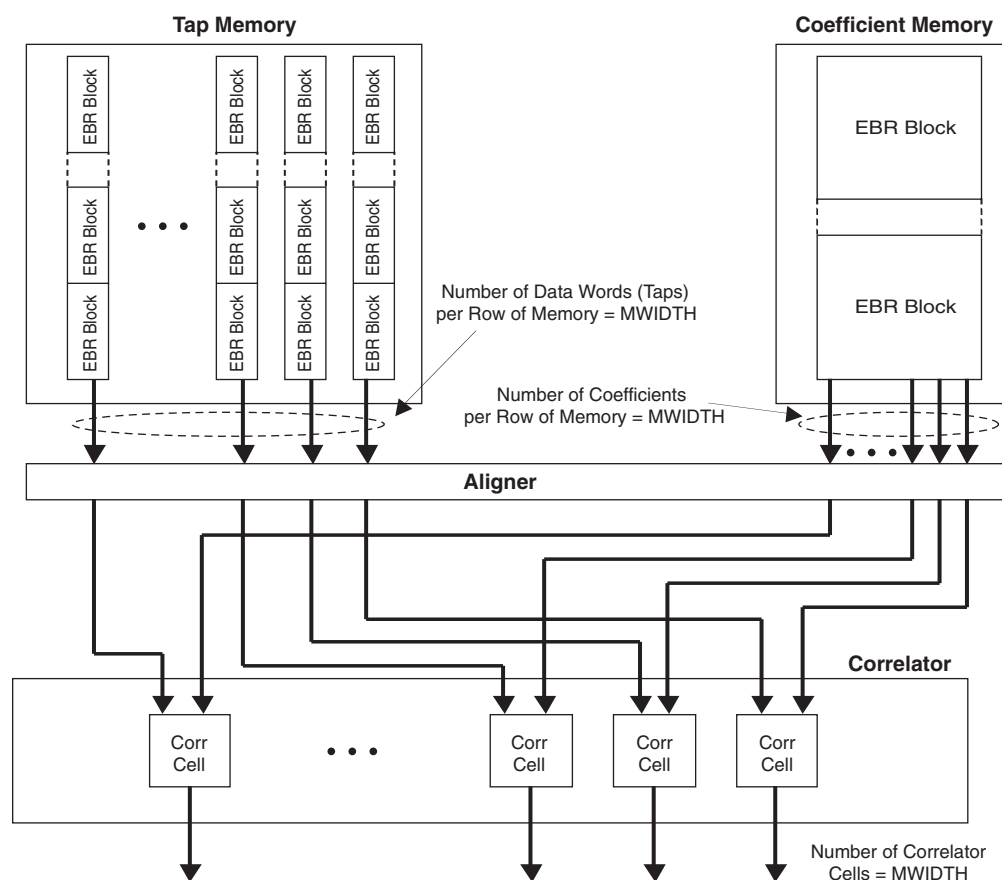 Tap Memory
Coefficient Memory
EBR Block
EBR Block
EBR Block
EBR Block
EBR Block
EBR Block
EBR Block
EBR Block
EBR Block
EBR Block
EBR Block
EBR Block
EBR Block
EBR Block
Number of Data Words (Taps)
per Row of Memory = MWIDTH
Number of Coefficients
per Row of Memory = MWIDTH
Aligner
Correlator
Corr
Cell
Corr
Cell
Corr
Cell
Corr
Cell
Number of Correlator
Cells = MWIDTH